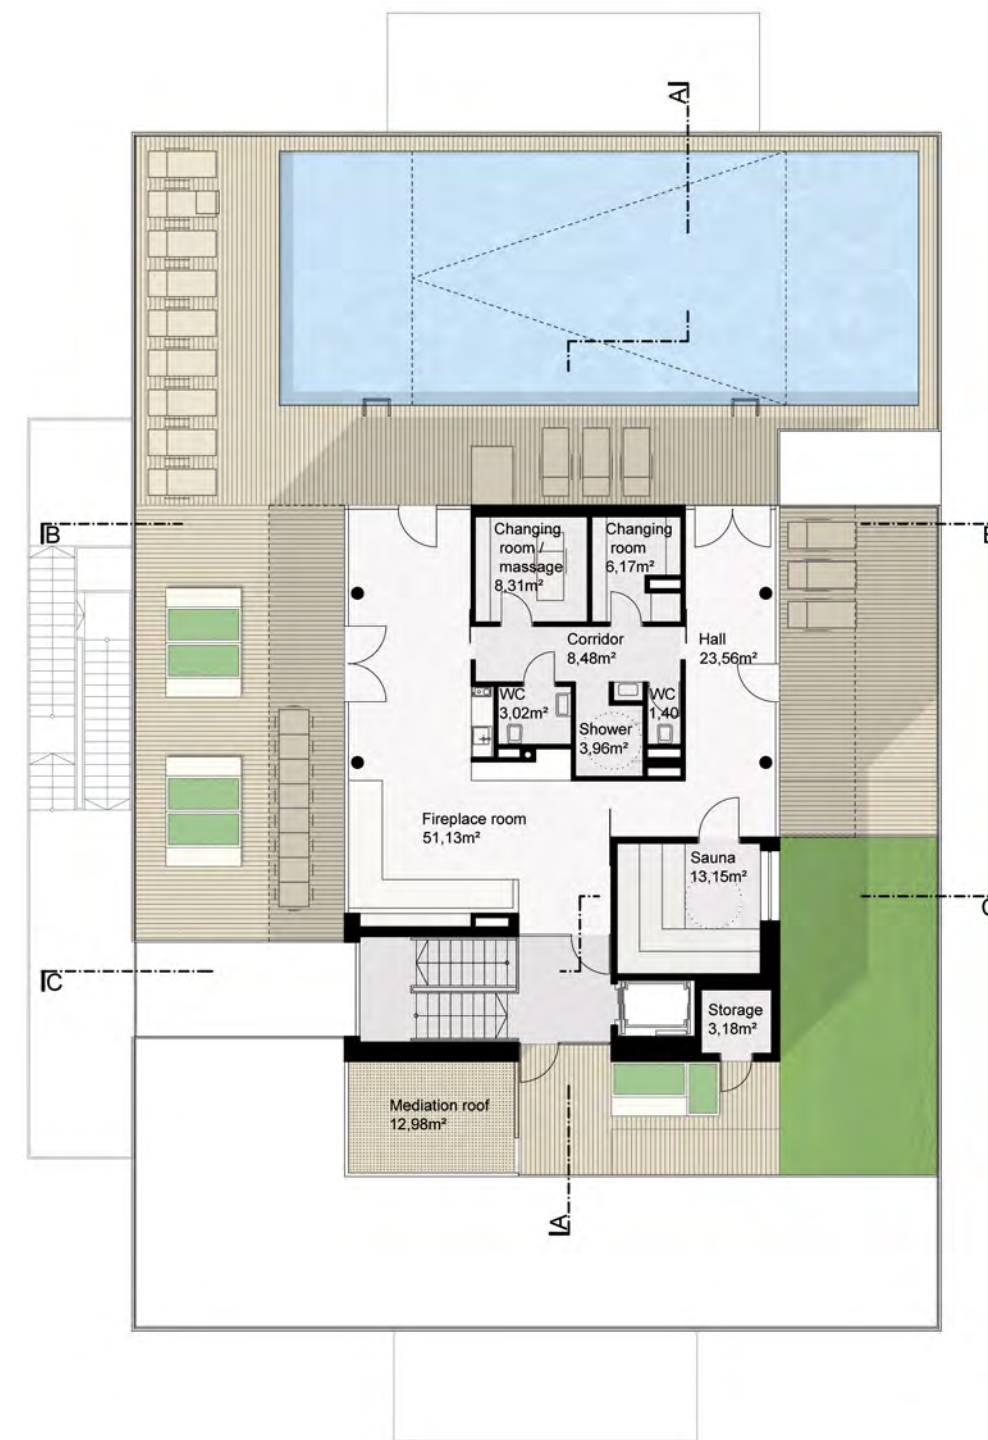 A
B
B
Changing
room /
massage
8,31m²
Changing
room
6,17m²
Corridor
8,48m²
Hall
23,56m²
WC
3,02m²
WC
1,40
Shower
3,96m²
Fireplace room
51,13m²
Sauna
13,15m²
C
C
Storage
3,18m²
Mediation roof
12,98m²
A